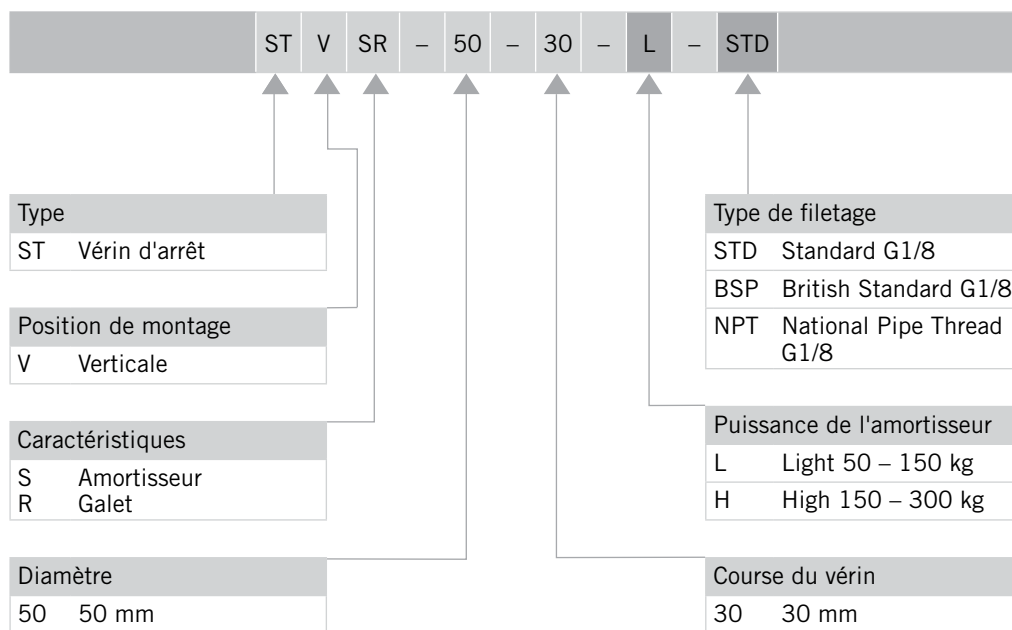 ST V SR – 50 – 30 – L – STD
Type
ST Vérin d'arrêt
Position de montage
V Verticale
Caractéristiques
S Amortisseur
R Galet
Diamètre
50 50 mm
Type de filetage
STD Standard G1/8
BSP British Standard G1/8
NPT National Pipe Thread
G1/8
Puissance de l'amortisseur
L Light 50 – 150 kg
H High 150 – 300 kg
Course du vérin
30 30 mm